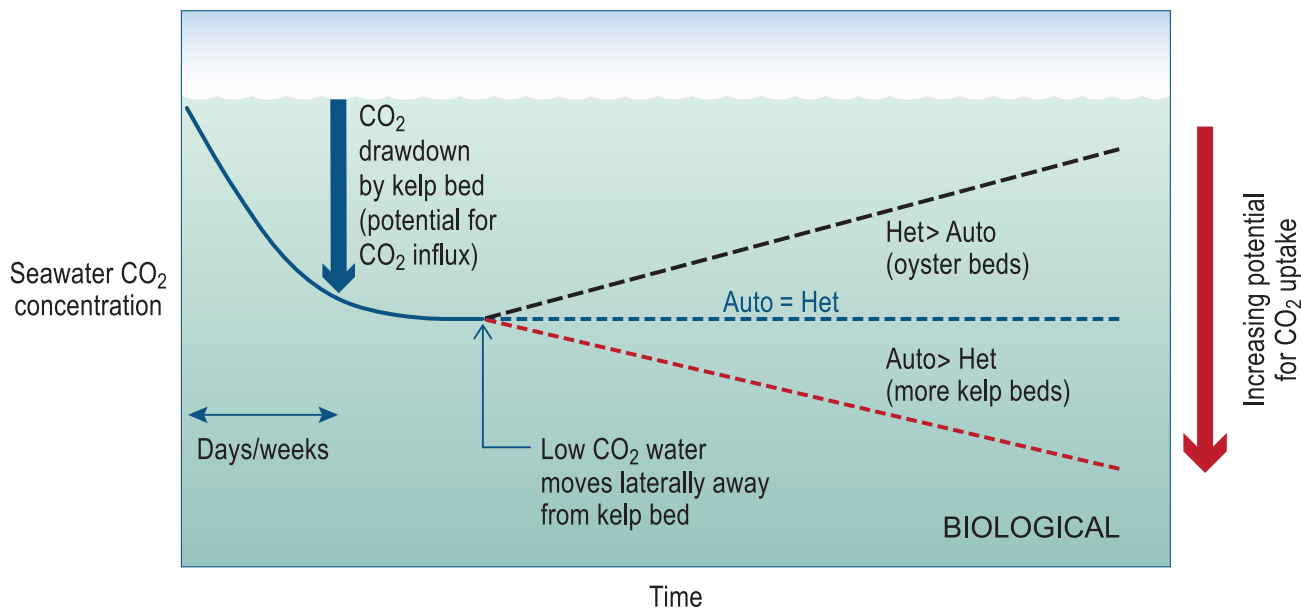 CO₂
drawdown
by kelp bed
(potential for
CO₂ influx)
Het> Auto
(oyster beds)
Seawater CO₂
concentration
Auto = Het
Auto> Het
(more kelp beds)
Increasing potential
for CO₂ uptake
Days/weeks
Low CO₂ water
moves laterally away
from kelp bed
BIOLOGICAL
Time